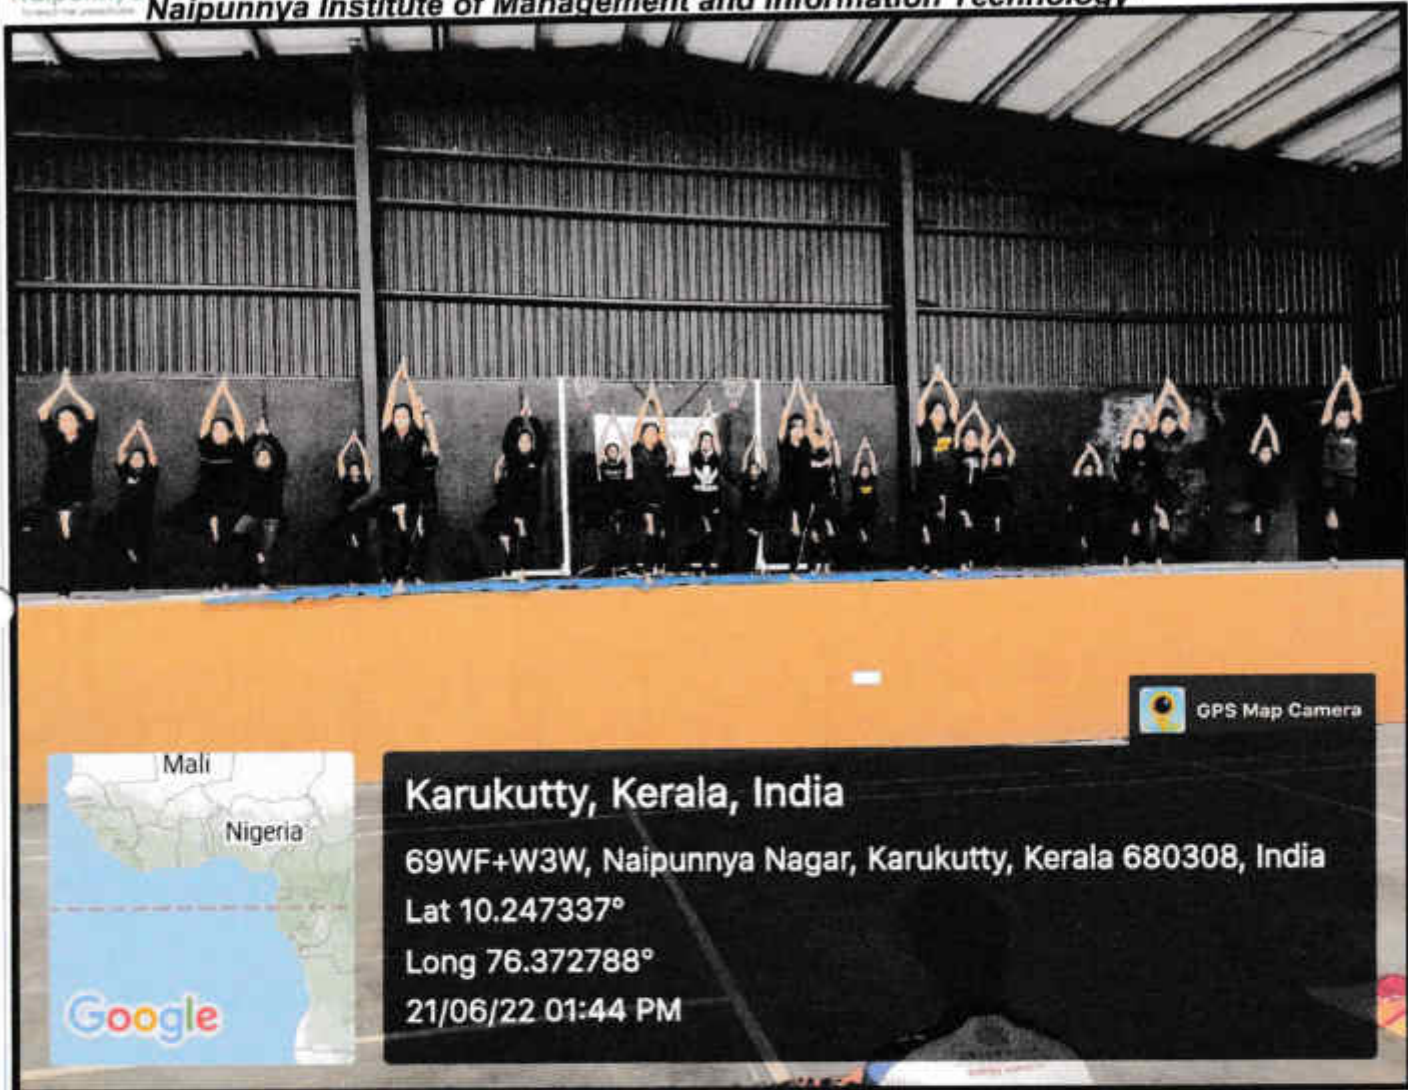 Naipunnya Institute of Management and Information Technology
GPS Map Camera
Mali
Nigeria
Google
Karukutty, Kerala, India
69WF+W3W, Naipunnya Nagar, Karukutty, Kerala 680308, India
Lat 10.247337°
Long 76.372788°
21/06/22 01:44 PM